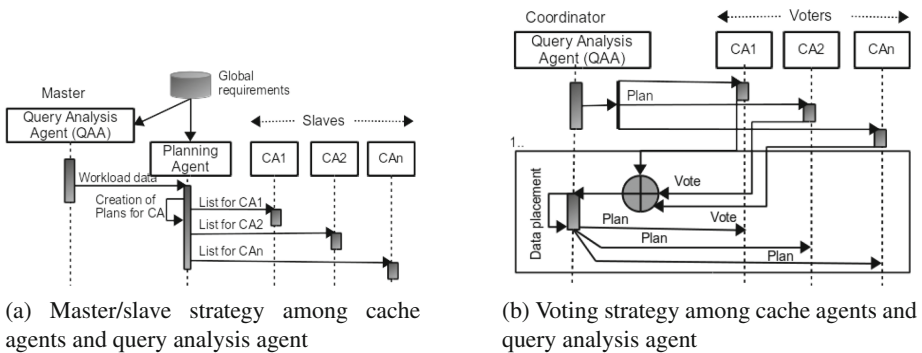 Global
requirements
Master
Slaves
Query Analysis
Agent (QAA)
Planning
Agent
CA1
CA2
CAn
Workload data
Creation of
Plans for CA
List for CA1
List for CA2
List for CAn
(a) Master/slave strategy among cache
agents and query analysis agent
Coordinator
Voters
Query Analysis
Agent (QAA)
CA1
CA2
CAn
Plan
1..
Data placement
Vote
Vote
Plan
Plan
Plan
(b) Voting strategy among cache agents and
query analysis agent